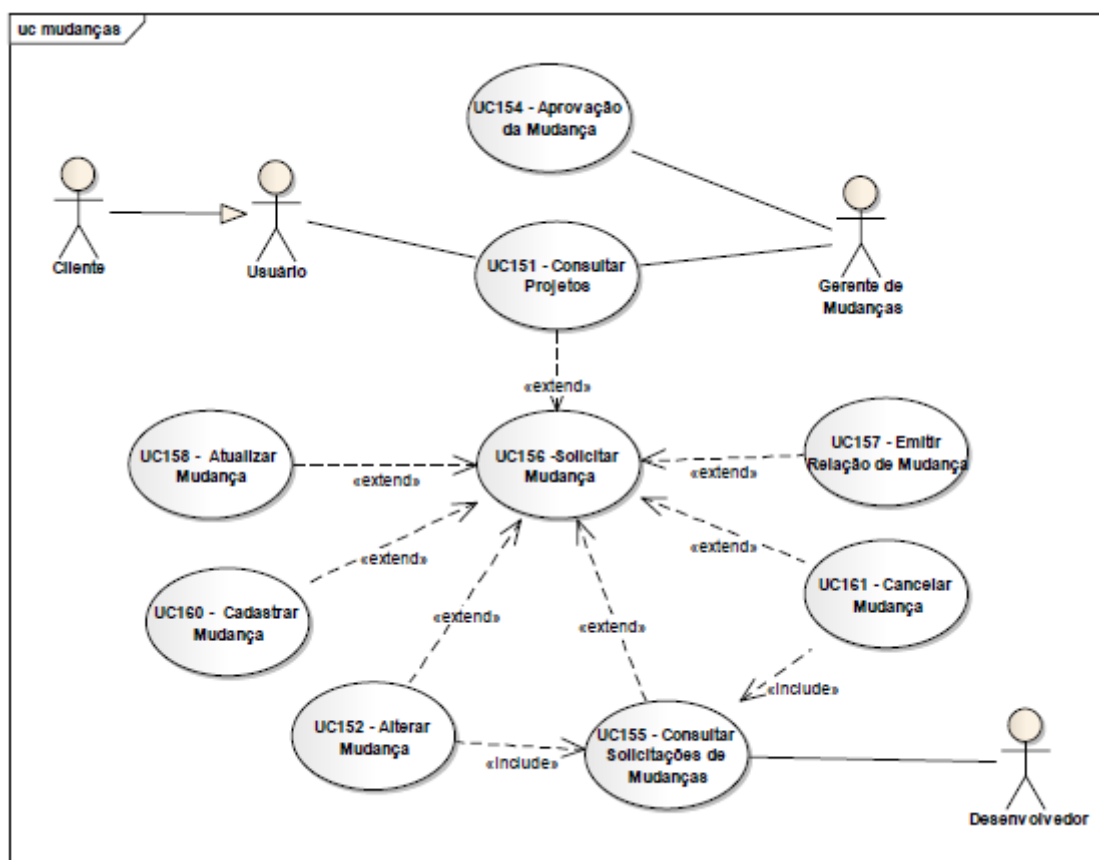 uc mudanças
UC154 - Aprovação
da Mudança
Cliente
Usuário
UC151 - Consultar
Projetos
Gerente de
Mudanças
«extend»
UC158 - Atualizar
Mudança
«extend»
UC156 -Solicitar
Mudança
«extend»
UC157 - Emitir
Relação de Mudança
«extend»
«extend»
UC160 - Cadastrar
Mudança
UC161 - Cancelar
Mudança
«extend»
«extend»
«include»
UC152 - Alterar
Mudança
«include»
UC155 - Consultar
Solicitações de
Mudanças
Desenvolvedor